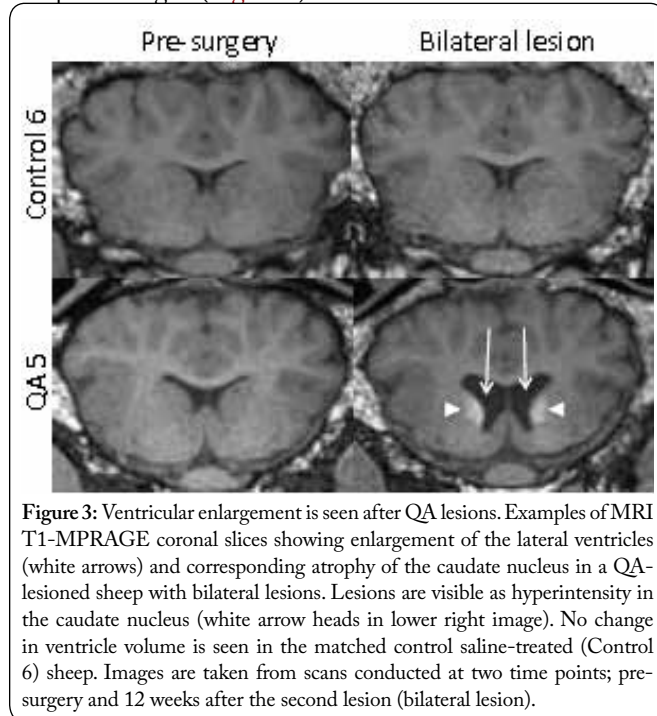 Pre-surgery
Bilateral lesion
Control 6
QA5
Figure 3: Ventricular enlargement is seen after QA lesions. Examples of MRI
T1-MPRAGE coronal slices showing enlargement of the lateral ventricles
(white arrows) and corresponding atrophy of the caudate nucleus in a QA-
lesioned sheep with bilateral lesions. Lesions are visible as hyperintensity in
the caudate nucleus (white arrow heads in lower right image). No change
in ventricle volume is seen in the matched control saline-treated (Control
6) sheep. Images are taken from scans conducted at two time points; pre-
surgery and 12 weeks after the second lesion (bilateral lesion).